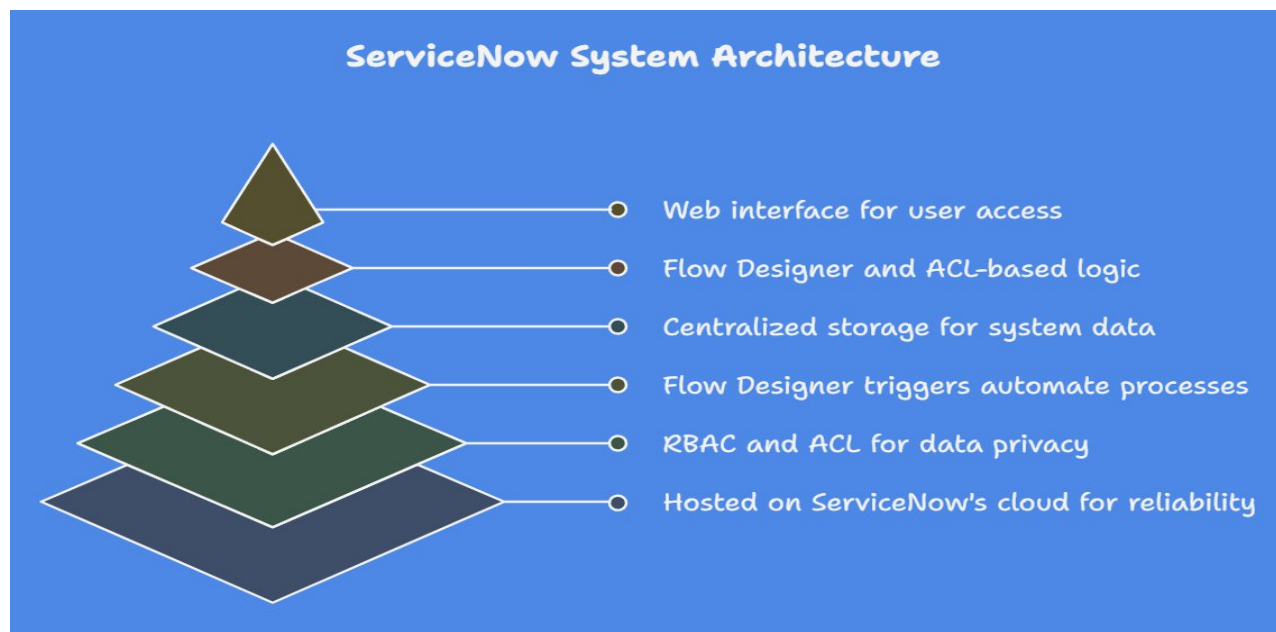 ServiceNow System Architecture
Web interface for user access
Flow Designer and ACL-based logic
Centralized storage for system data
Flow Designer triggers automate processes
RBAC and ACL for data privacy
Hosted on ServiceNow's cloud for reliability